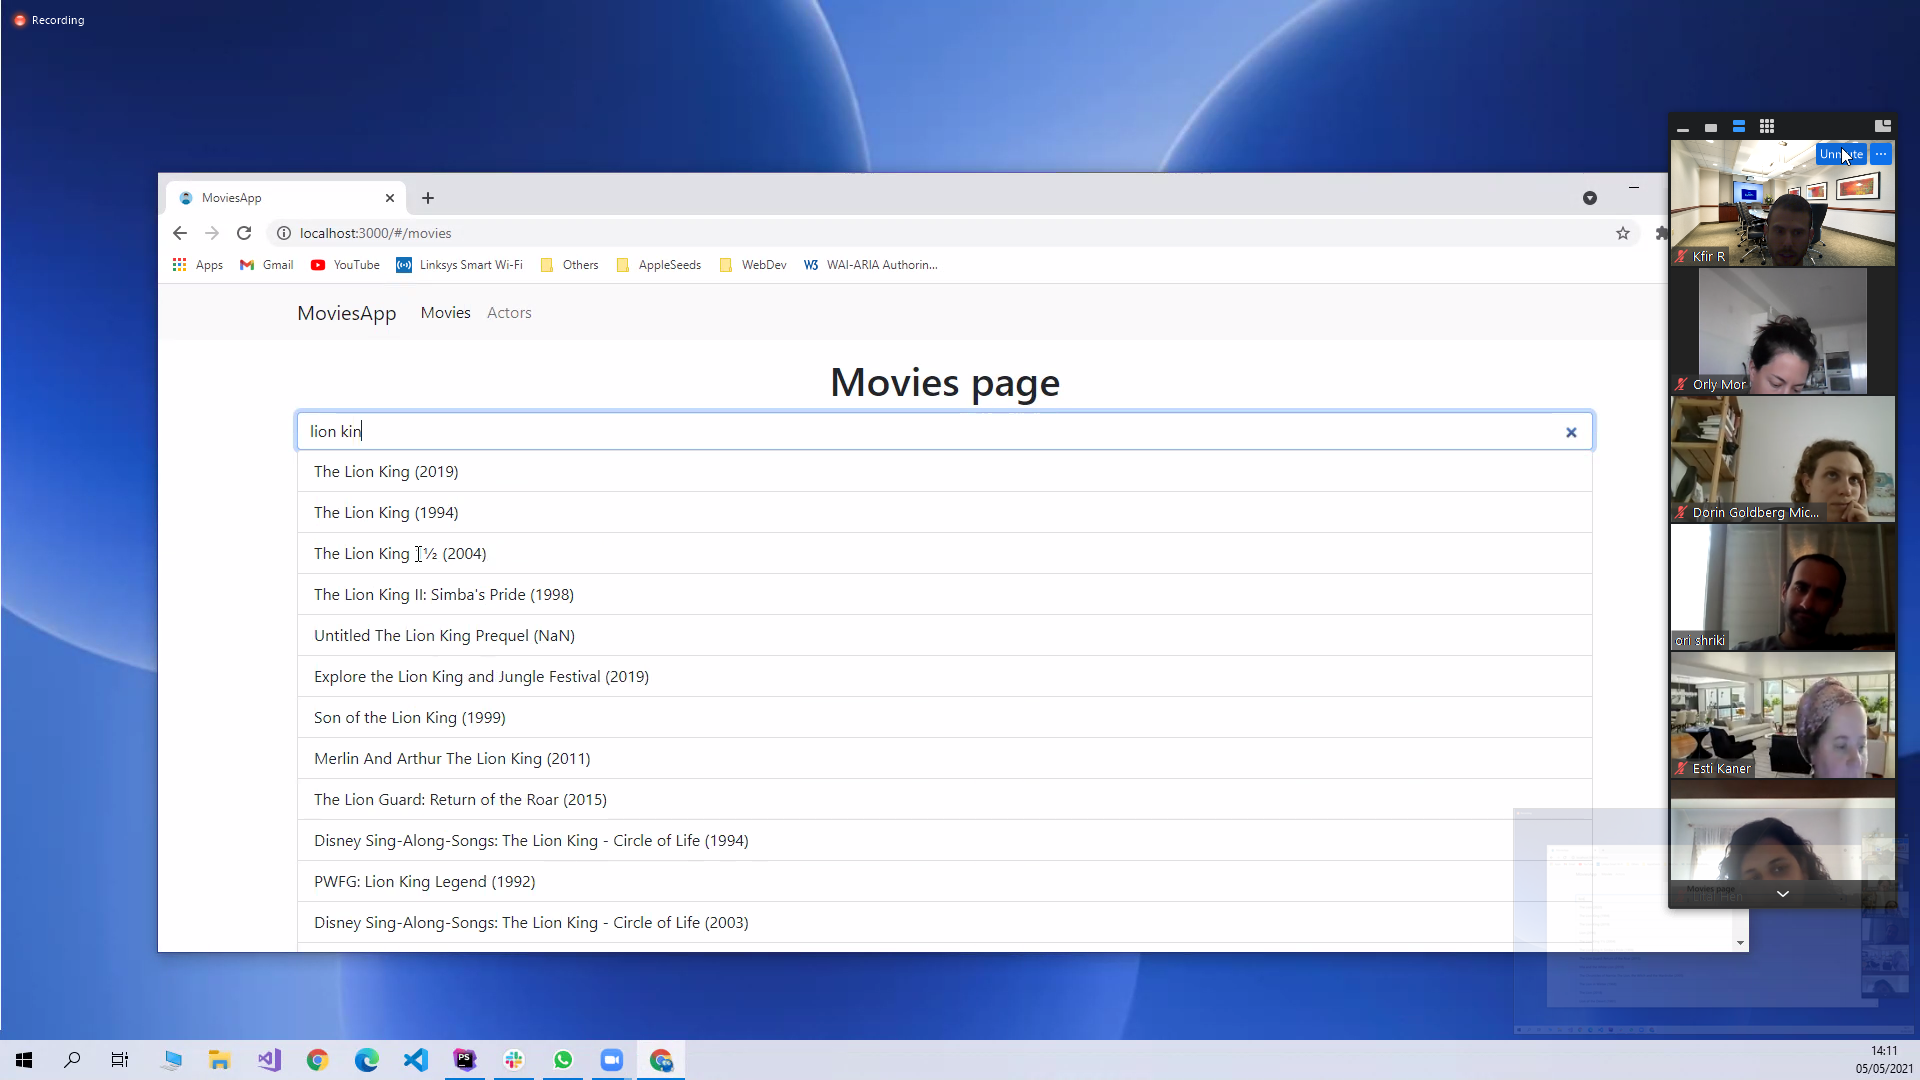 Recording
MoviesApp
localhost:3000/#/movies
Apps
Gmail
YouTube
Linksys Smart Wi-Fi
Others
AppleSeeds
WebDev
WAI-ARIA Authorin...
MoviesApp
Movies
Actors
Movies page
lion kin
The Lion King (2019)
The Lion King (1994)
The Lion King 1½ (2004)
The Lion King II: Simba's Pride (1998)
Untitled The Lion King Prequel (NaN)
Explore the Lion King and Jungle Festival (2019)
Son of the Lion King (1999)
Merlin And Arthur The Lion King (2011)
The Lion Guard: Return of the Roar (2015)
Disney Sing-Along-Songs: The Lion King - Circle of Life (1994)
PWFG: Lion King Legend (1992)
Disney Sing-Along-Songs: The Lion King - Circle of Life (2003)
Unmute
Kfir R
Orly Mor
Dorin Goldberg Mic...
ori shriki
Esti Kaner
Movies page
14:11
05/05/2021